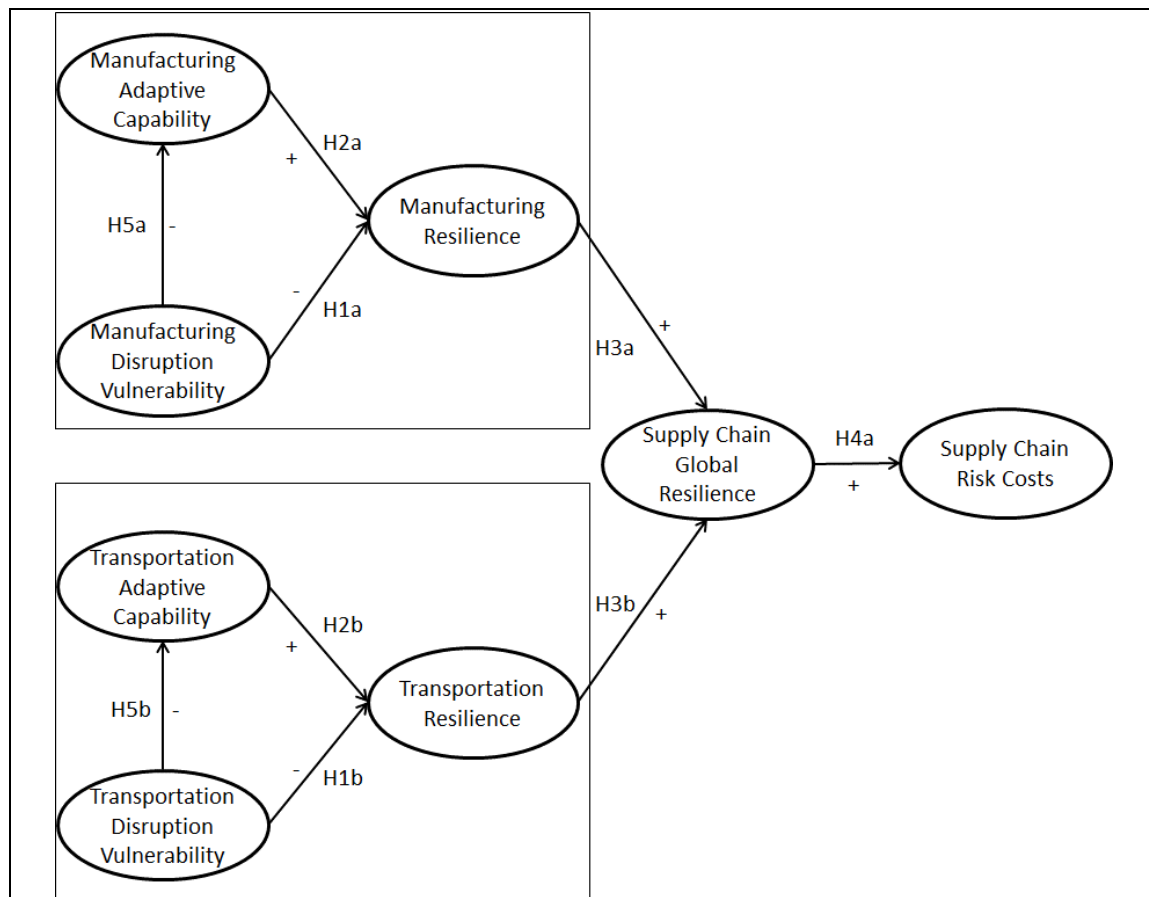 Manufacturing
Adaptive
Capability
H2a
+
H5a
-
Manufacturing
Resilience
-
H1a
Manufacturing
Disruption
Vulnerability
+
H3a
Supply Chain
Global
Resilience
H4a
+
Supply Chain
Risk Costs
Transportation
Adaptive
Capability
H2b
+
H5b
-
Transportation
Resilience
-
H1b
Transportation
Disruption
Vulnerability
H3b
+